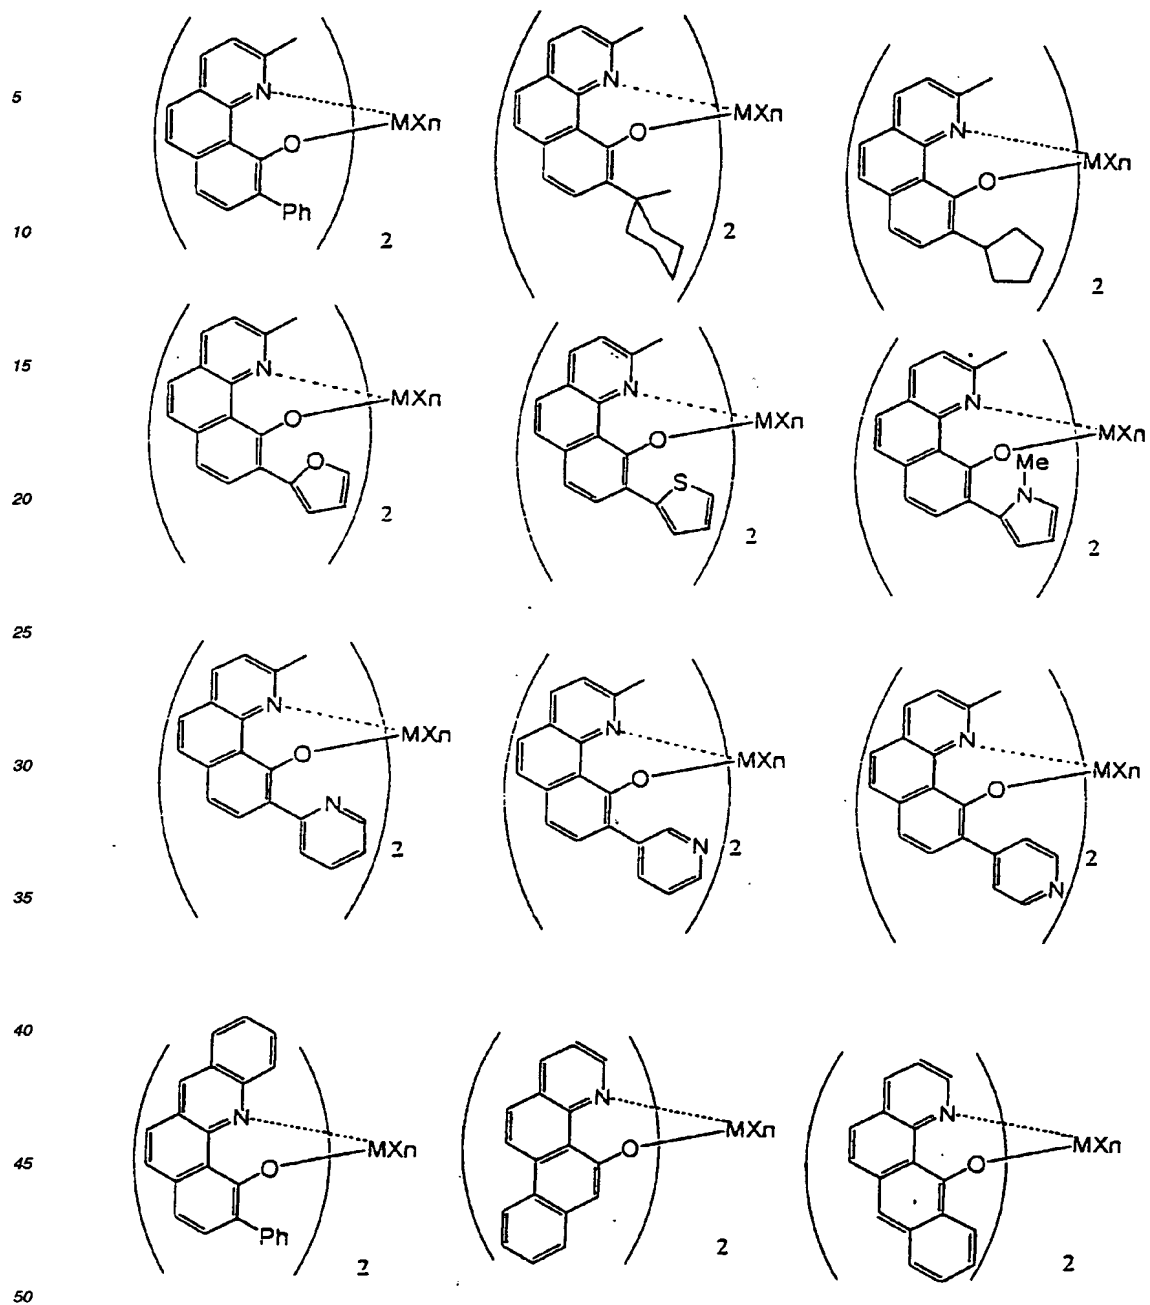 N O MXn Ph 2
N O MXn 2
N O MXn 2
5
10
N O MXn O 2
N O MXn S 2
N O MXn Me N 2
15
20
25
N O MXn N 2
N O MXn N 2
N O MXn N 2
30
35
40
N O MXn Ph 2
N O MXn 2
N O MXn 2
45
50